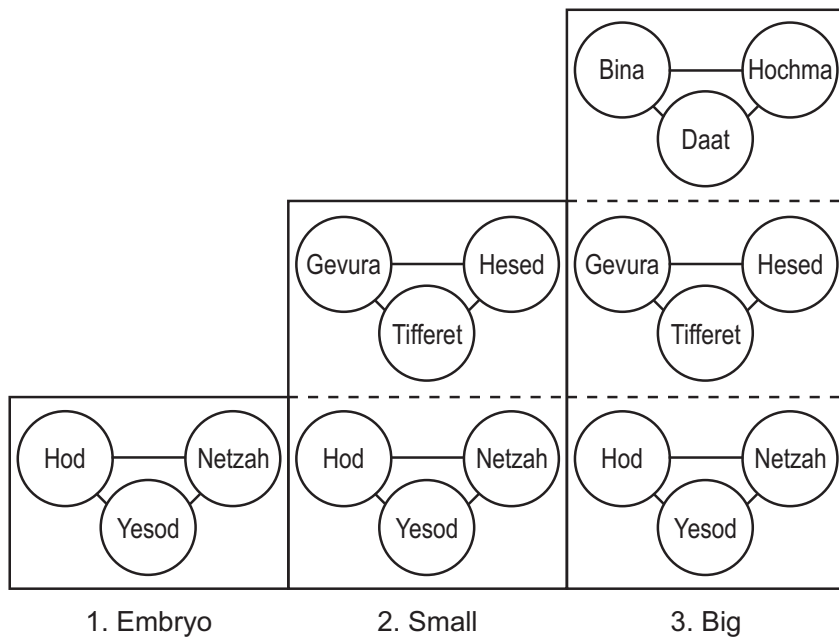 Bina Hochma
Daat
Gevura Hesed Gevura Hesed
Tifferet Tifferet
Hod Netzah Hod Netzah Hod Netzah
Yesod Yesod Yesod
1. Embryo 2. Small 3. Big